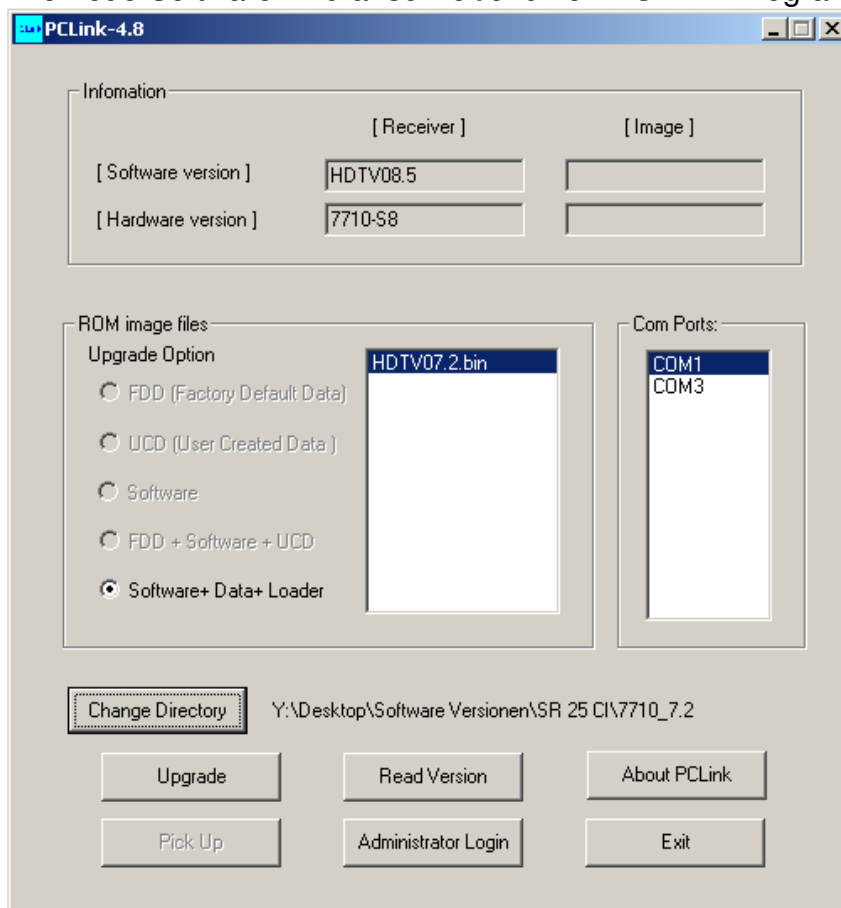 PCLink-4.8
Infomation
[ Receiver ] [ Image ]
[ Software version ] HDTV08.5
[ Hardware version ] 7710-S8
ROM image files
Com Ports:
Upgrade Option
FDD (Factory Default Data)
UCD (User Created Data )
Software
FDD + Software + UCD
Software+ Data+ Loader
HDTV07.2.bin
COM1
COM3
Change Directory Y:\Desktop\Software Versionen\SR 25 CI\7710_7.2
Upgrade Read Version About PCLink
Pick Up Administrator Login Exit